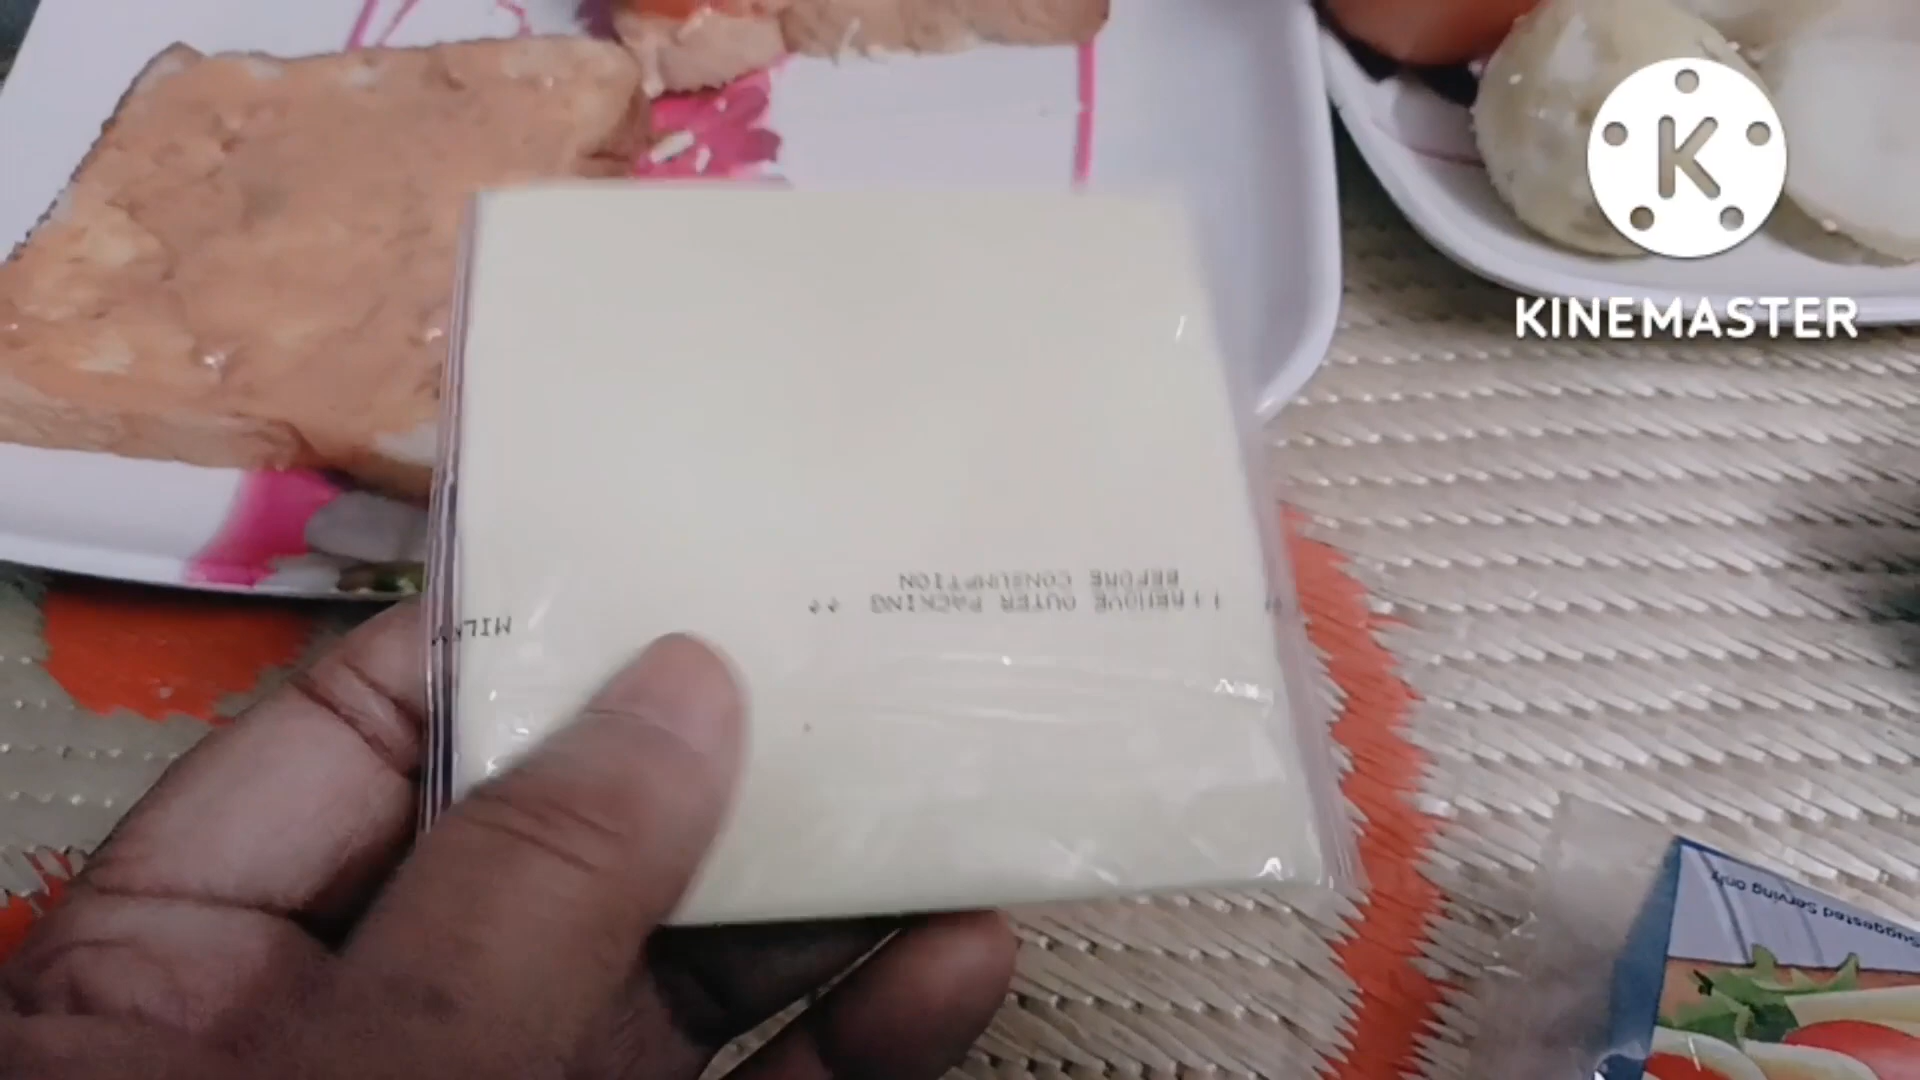 K
KINEMASTER
REMOVE OUTER PACKING
BEFORE CONSUMPTION
Suggested Serving only